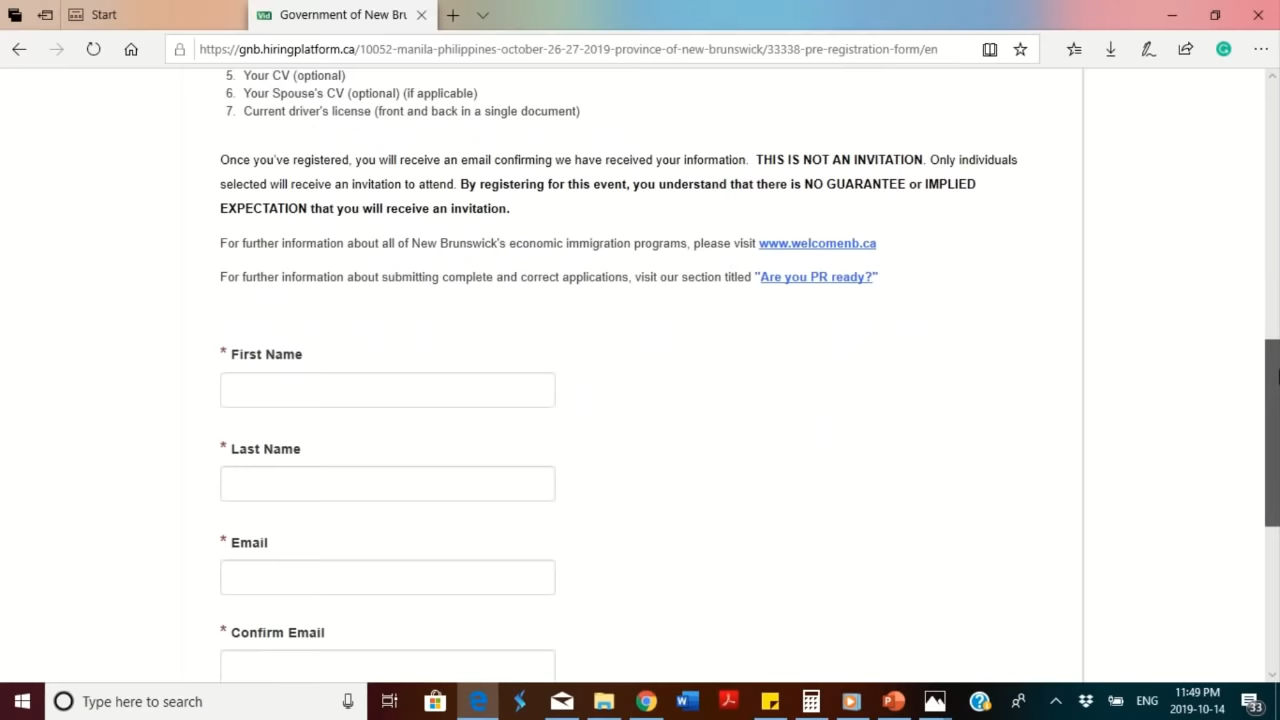 Start
Vid Government of New Bru
https://gnb.hiringplatform.ca/10052-manila-philippines-october-26-27-2019-province-of-new-brunswick/33338-pre-registration-form/en
5. Your CV (optional)
6. Your Spouse's CV (optional) (if applicable)
7. Current driver's license (front and back in a single document)
Once you've registered, you will receive an email confirming we have received your information. THIS IS NOT AN INVITATION. Only individuals
selected will receive an invitation to attend. By registering for this event, you understand that there is NO GUARANTEE or IMPLIED
EXPECTATION that you will receive an invitation.
For further information about all of New Brunswick's economic immigration programs, please visit www.welcomenb.ca
For further information about submitting complete and correct applications, visit our section titled "Are you PR ready?"
* First Name
* Last Name
* Email
* Confirm Email
Type here to search
ENG
11:49 PM
2019-10-14
33